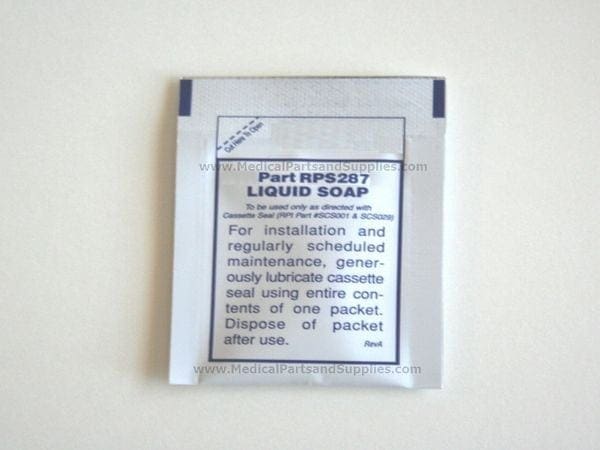 Cut Here To Open
www.MedicalPartsandSupplies.com
Part RPS287
LIQUID SOAP
To be used only as directed with
Cassette Seal (RPI Part #SCS001 & SCS029)
For installation and
regularly scheduled
maintenance, gener-
ously lubricate cassette
seal using entire con-
tents of one packet.
Dispose of packet
after use.
RevA
www.MedicalPartsandSupplies.com